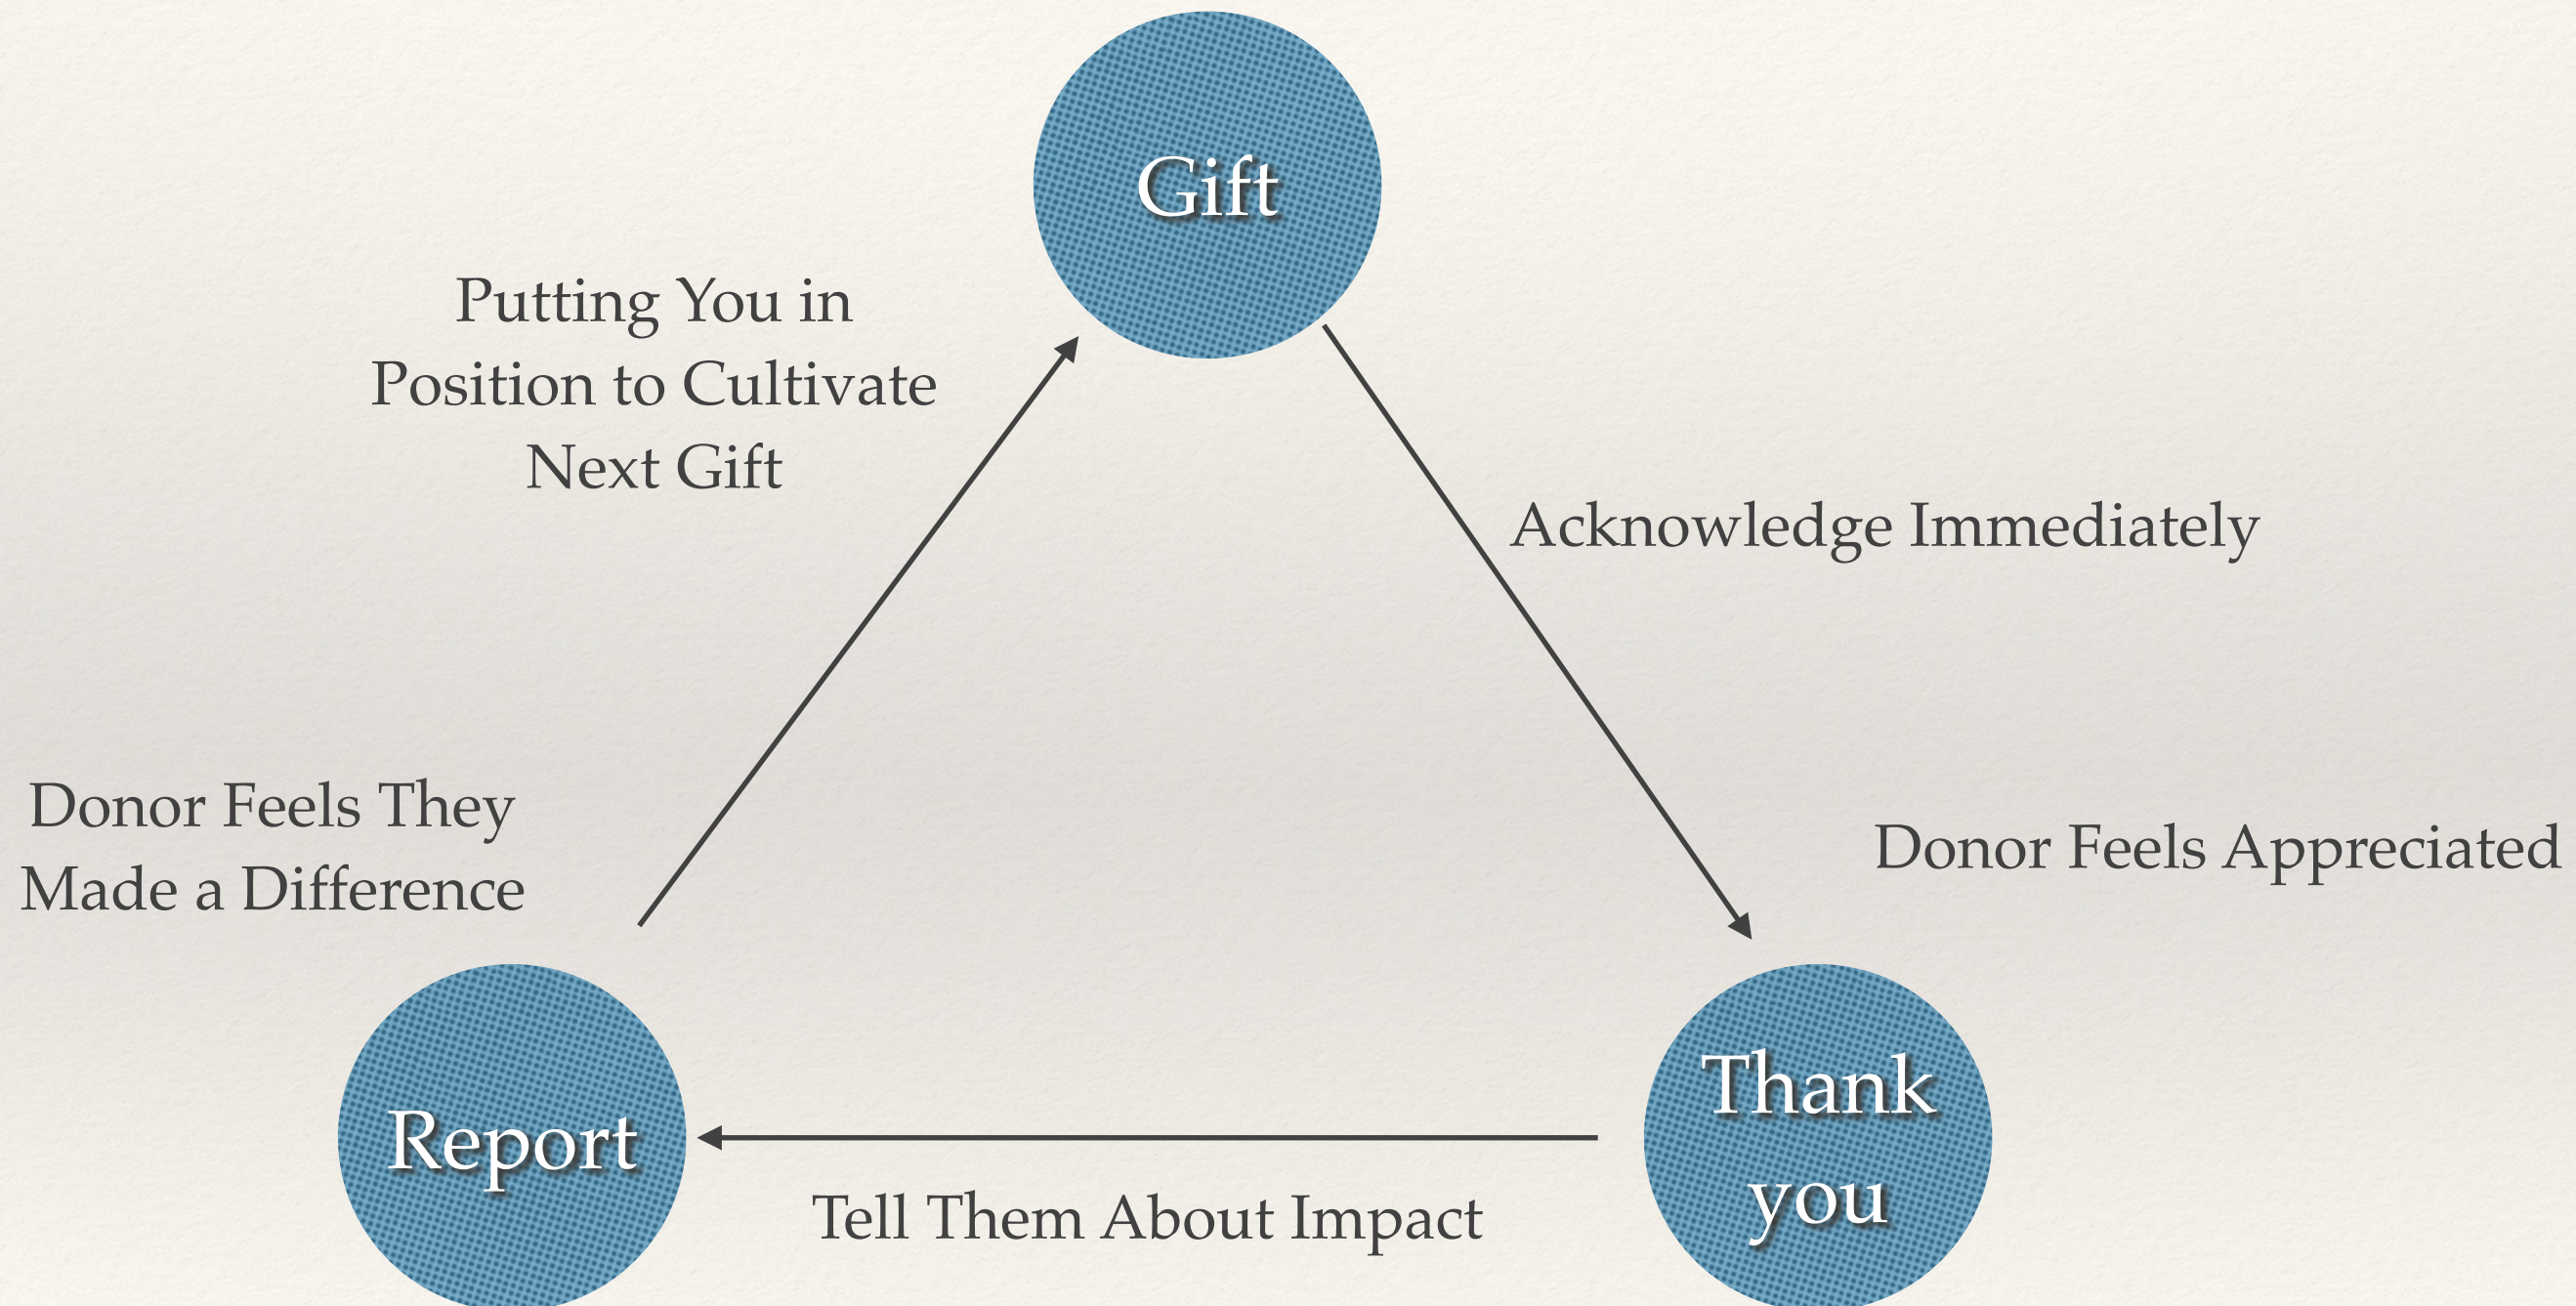 Gift
Putting You in
Position to Cultivate
Next Gift
Acknowledge Immediately
Donor Feels They
Made a Difference
Donor Feels Appreciated
Report
Tell Them About Impact
Thank
you